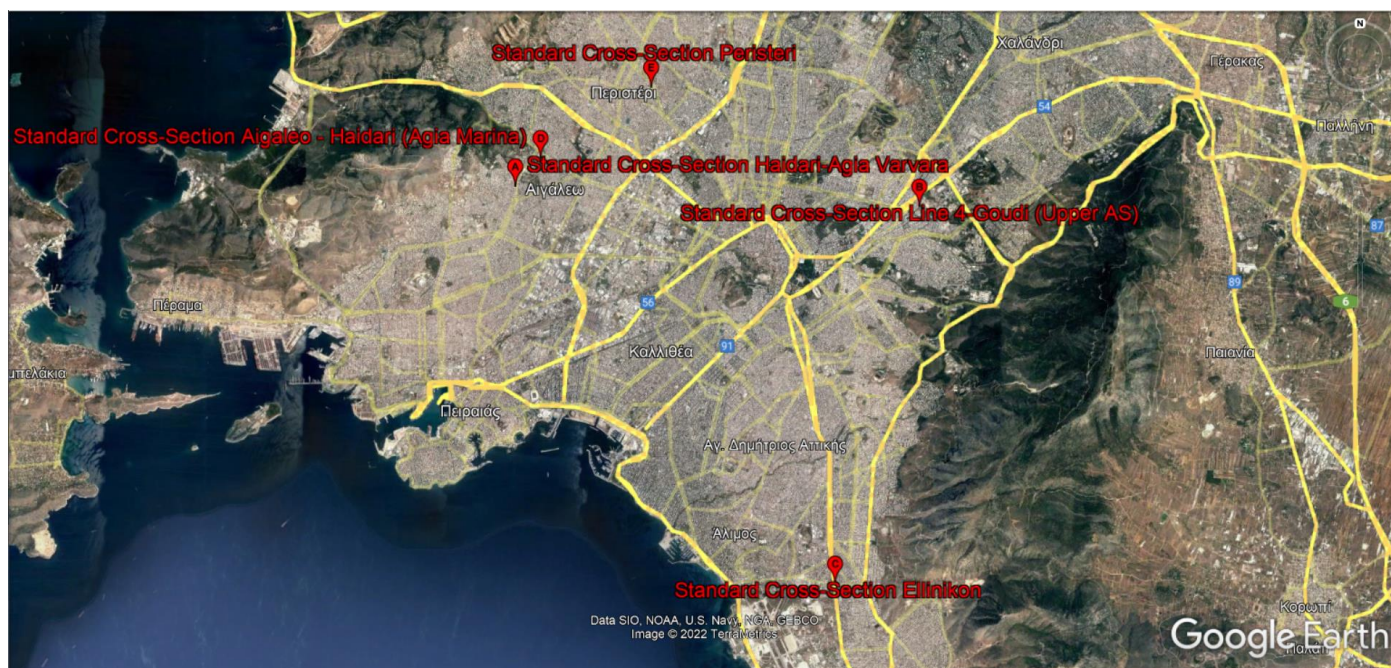 N
Χαλάνδρι
Γέρακας
Standard Cross-Section Peristeri
E
Περιστέρι
54
Παλλήνη
Standard Cross-Section Aigaleo - Haidari (Agia Marina)
D
A
Standard Cross-Section Haidari-Agia Varvara
Αιγάλεω
B
Standard Cross-Section Line 4-Goudi (Upper AS)
87
89
Πέραμα
56
6
μπελάκια
Καλλιθέα
91
Παιανία
Πειραιάς
Αγ. Δημήτριος Αττικής
Άλιμος
C
Standard Cross-Section Ellinikon
Data SIO, NOAA, U.S. Navy, NGA, GEBCO
Image © 2022 TerraMetrics
Κορωπί
Google Earth